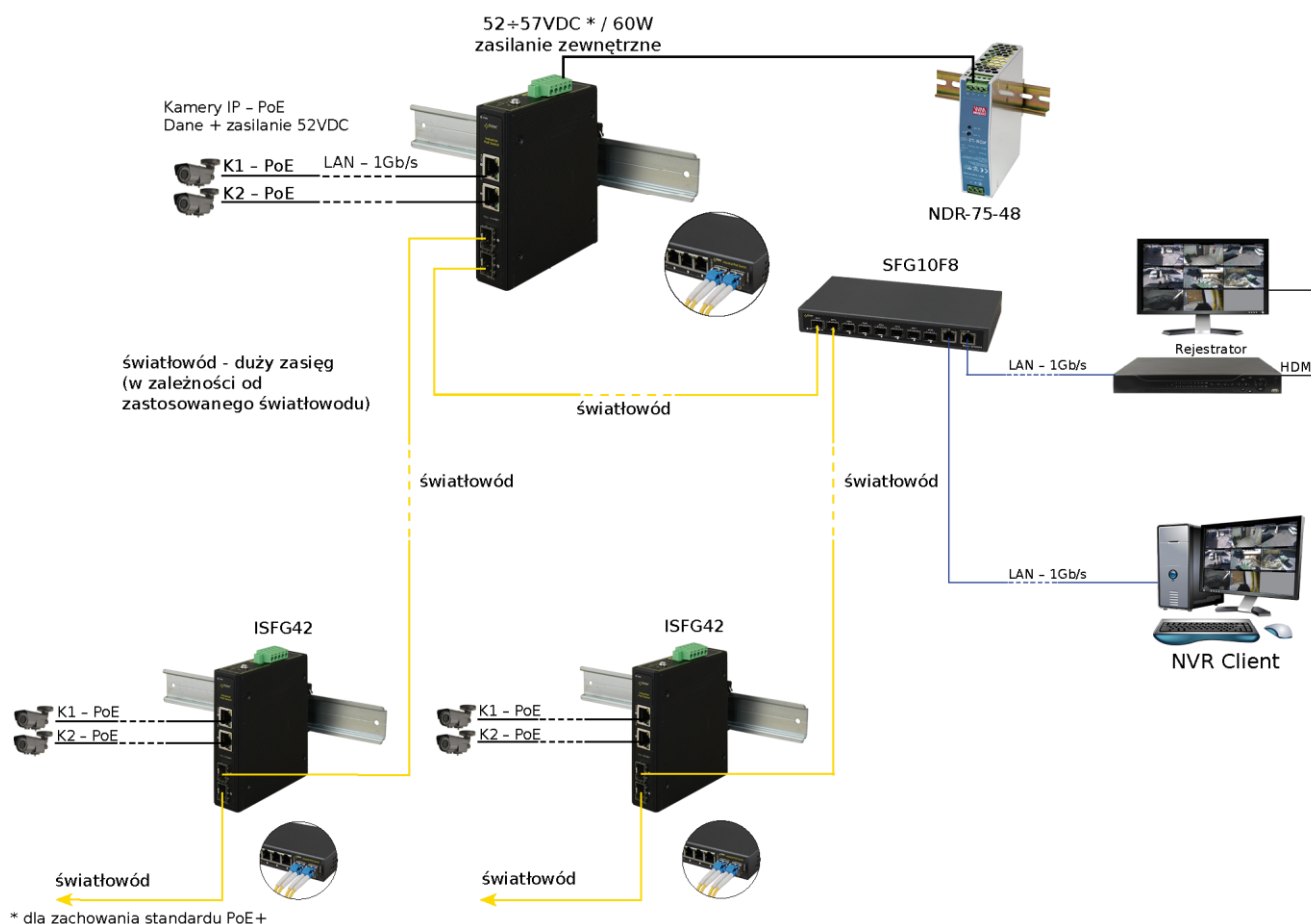 52÷57VDC * / 60W
zasilanie zewnętrzne
Kamery IP – PoE
Dane + zasilanie 52VDC
K1 – PoE
LAN – 1Gb/s
K2 – PoE
NDR-75-48
SFG10F8
Rejestrator
HDM
LAN – 1Gb/s
światłowód - duży zasięg
(w zależności od
zastosowanego światłowodu)
światłowód
światłowód
światłowód
LAN – 1Gb/s
NVR Client
ISFG42
K1 – PoE
K2 – PoE
światłowód
ISFG42
K1 – PoE
K2 – PoE
światłowód
* dla zachowania standardu PoE+